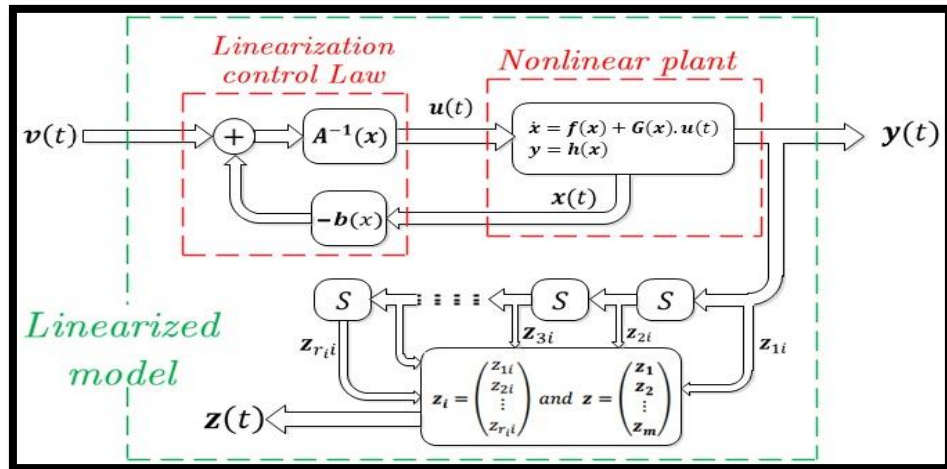 Linearization
control Law
Nonlinear plant
v(t)
+
A⁻¹(x)
u(t)
ẋ = f(x) + G(x).u(t)
y = h(x)
y(t)
x(t)
−b(x)
S
S
S
Linearized
model
z_{r_i i}
z_{3i}
z_{2i}
z_{1i}
z_i = (z_{1i} z_{2i} ⋮ z_{r_i i}) and z = (z_1 z_2 ⋮ z_m)
z(t)